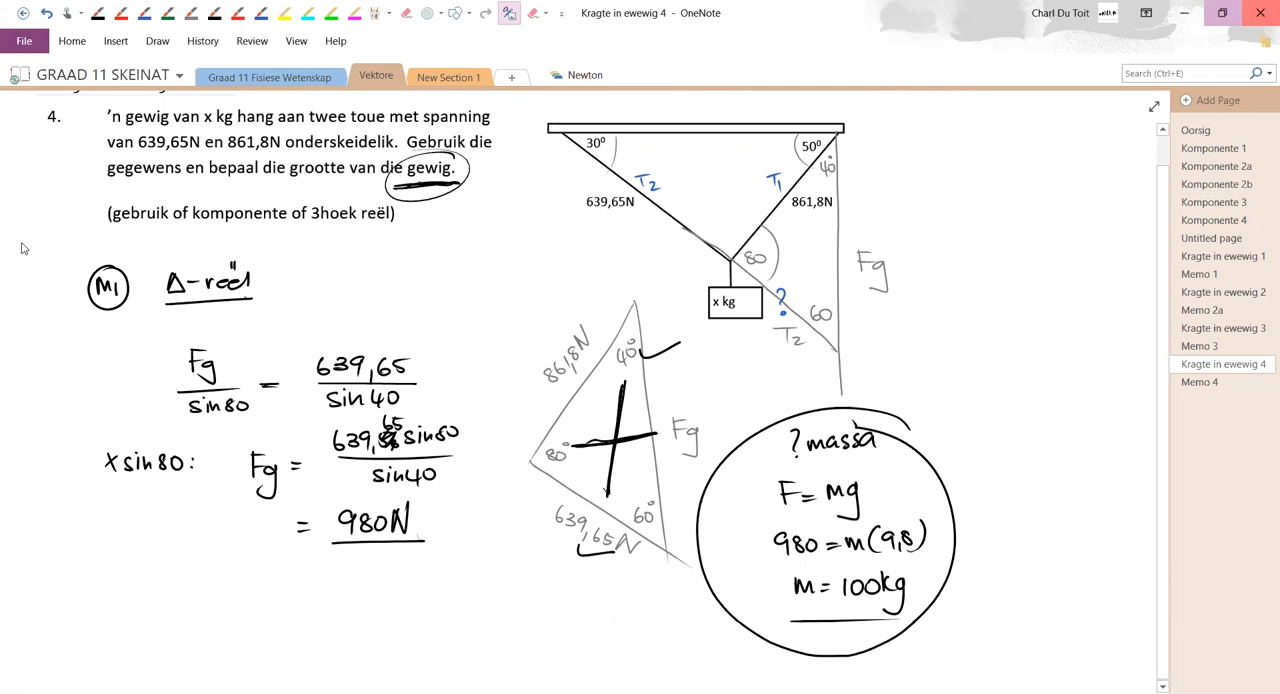 Kragte in ewewig 4 - OneNote
Charl Du Toit
File Home Insert Draw History Review View Help
GRAAD 11 SKEINAT
Graad 11 Fisiese Wetenskap
Vektore
New Section 1
+
Newton
Search (Ctrl+E)
4. 'n gewig van x kg hang aan twee toue met spanning
van 639,65N en 861,8N onderskeidelik. Gebruik die
gegewens en bepaal die grootte van die gewig.
(gebruik of komponente of 3hoek reël)
30⁰
50⁰
40°
T₂
T₁
639,65N
861,8N
80
Fg
x kg
?
60
T₂
M₁ Δ-reël
Fg/sin80 = 639,65/sin40
x sin80: Fg = 639,65 sin80/sin40
= 980N
861,8N
40°
80°
Fg
60°
639,65N
? massa
F = mg
980 = m(9,8)
m = 100kg
Add Page
Oorsig
Komponente 1
Komponente 2a
Komponente 2b
Komponente 3
Komponente 4
Untitled page
Kragte in ewewig 1
Memo 1
Kragte in ewewig 2
Memo 2a
Kragte in ewewig 3
Memo 3
Kragte in ewewig 4
Memo 4